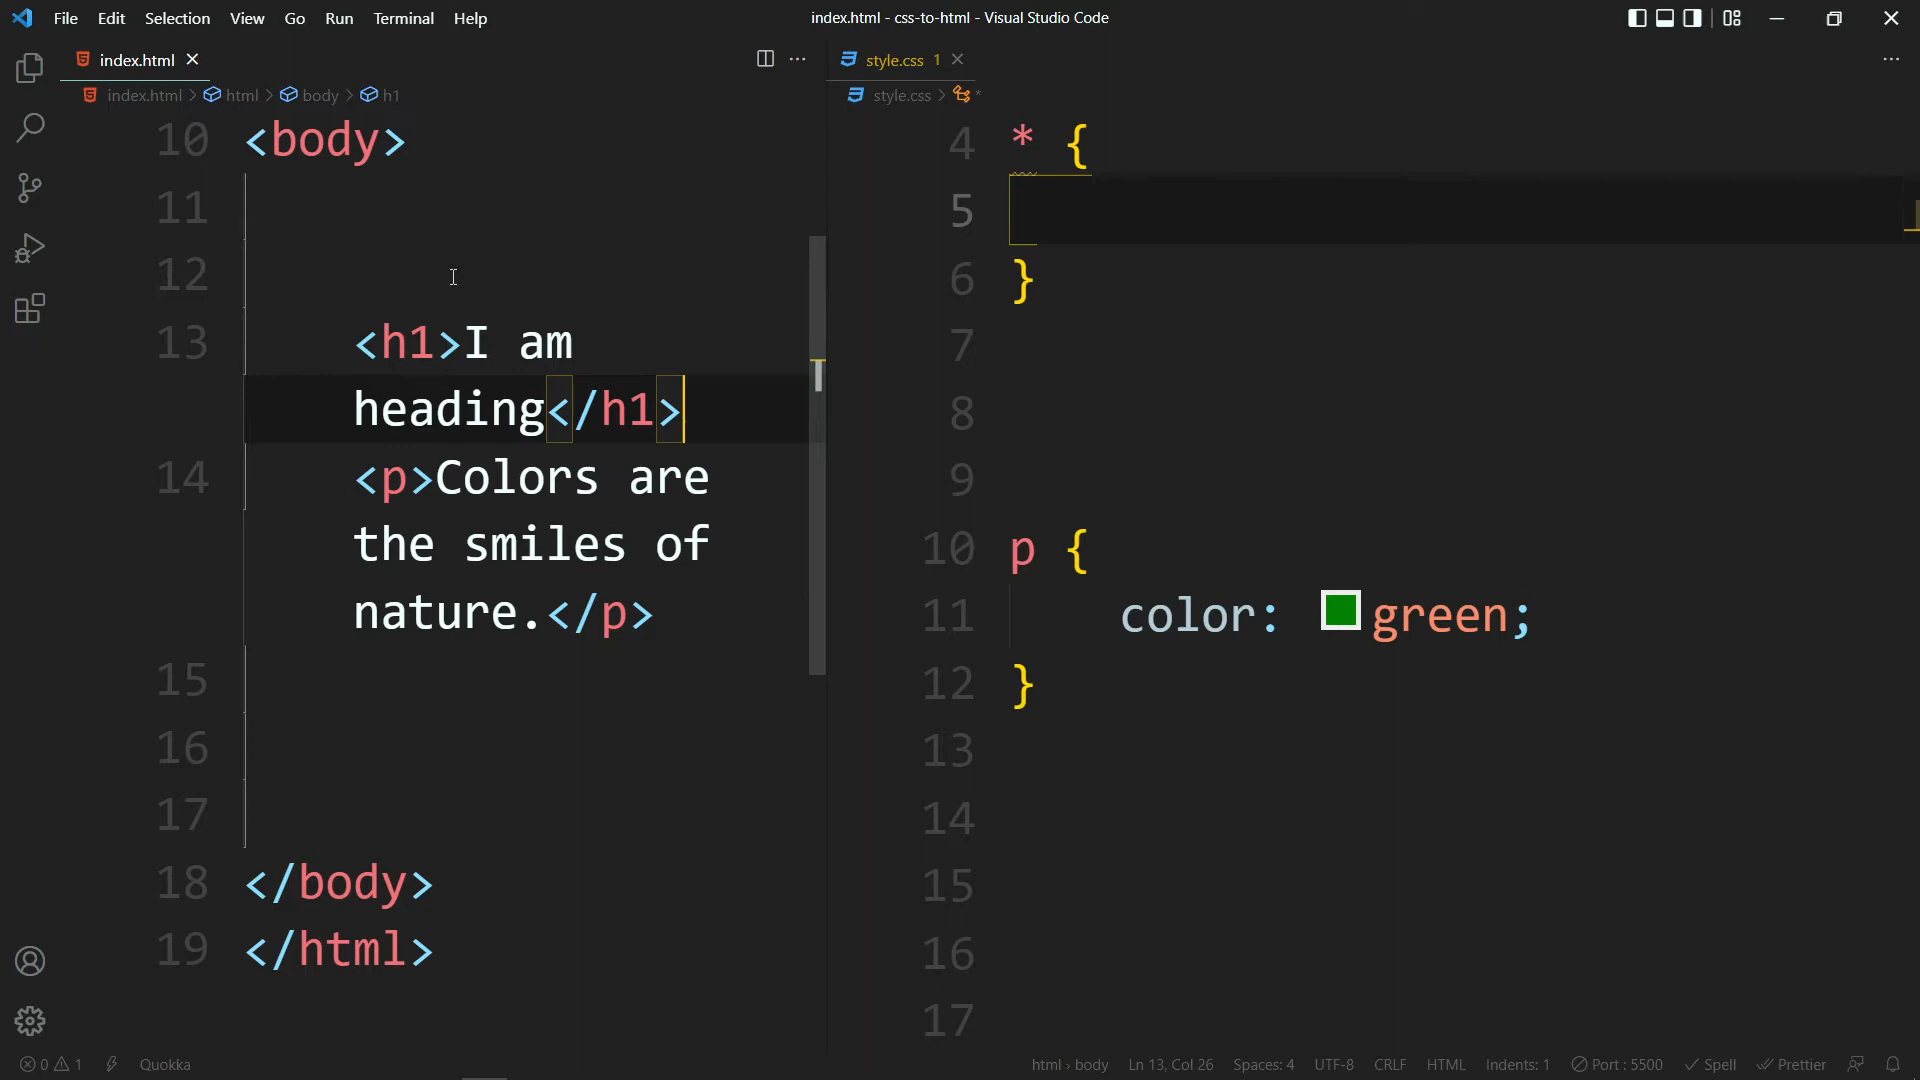 File Edit Selection View Go Run Terminal Help
index.html - css-to-html - Visual Studio Code
index.html
style.css 1
index.html > html > body > h1
style.css > *
10 <body>
11
12
13 <h1>I am
heading</h1>
14 <p>Colors are
the smiles of
nature.</p>
15
16
17
18 </body>
19 </html>
4 * {
5
6 }
7
8
9
10 p {
11 color: green;
12 }
13
14
15
16
17
0 1 Quokka
html > body Ln 13, Col 26 Spaces: 4 UTF-8 CRLF HTML Indents: 1 Port : 5500 Spell Prettier